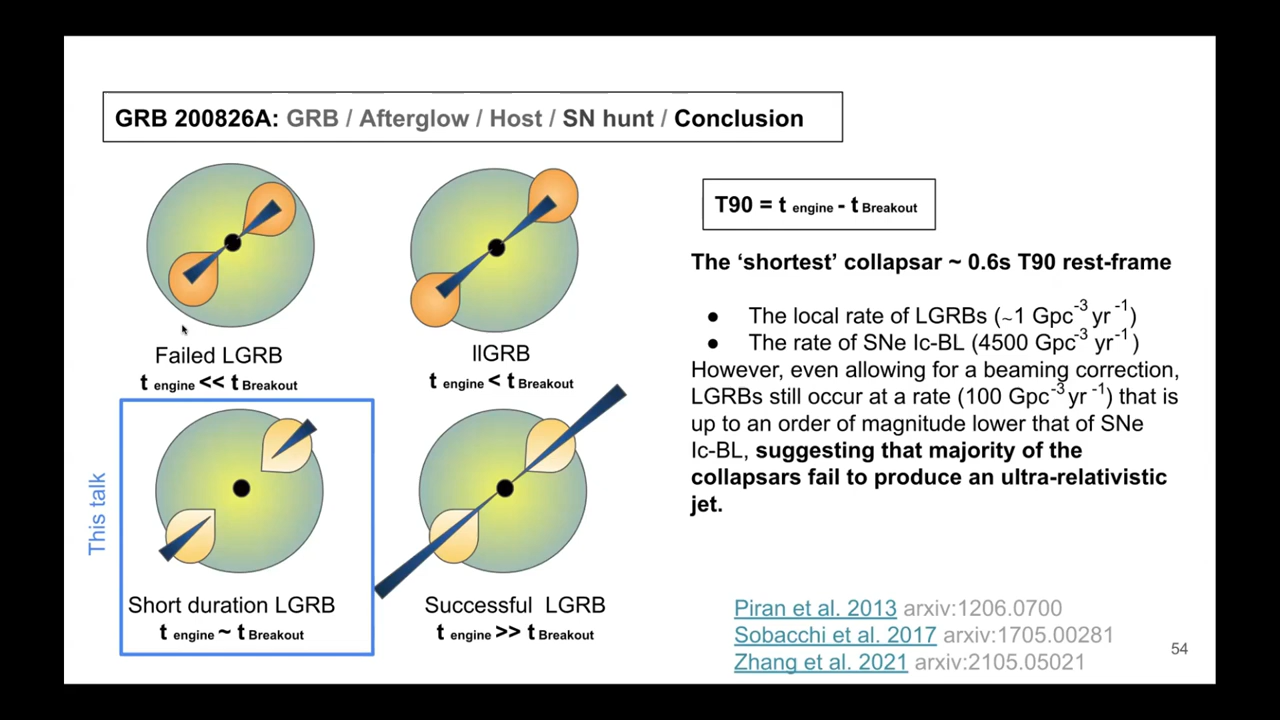 GRB 200826A: GRB / Afterglow / Host / SN hunt / Conclusion
Failed LGRB
t engine << t Breakout
llGRB
t engine < t Breakout
This talk
Short duration LGRB
t engine ~ t Breakout
Successful LGRB
t engine >> t Breakout
T90 = t engine - t Breakout
The ‘shortest’ collapsar ~ 0.6s T90 rest-frame
● The local rate of LGRBs (~1 Gpc-3 yr-1)
● The rate of SNe Ic-BL (4500 Gpc-3 yr-1)
However, even allowing for a beaming correction,
LGRBs still occur at a rate (100 Gpc-3 yr-1) that is
up to an order of magnitude lower that of SNe
Ic-BL, suggesting that majority of the
collapsars fail to produce an ultra-relativistic
jet.
Piran et al. 2013 arxiv:1206.0700
Sobacchi et al. 2017 arxiv:1705.00281
Zhang et al. 2021 arxiv:2105.05021
54